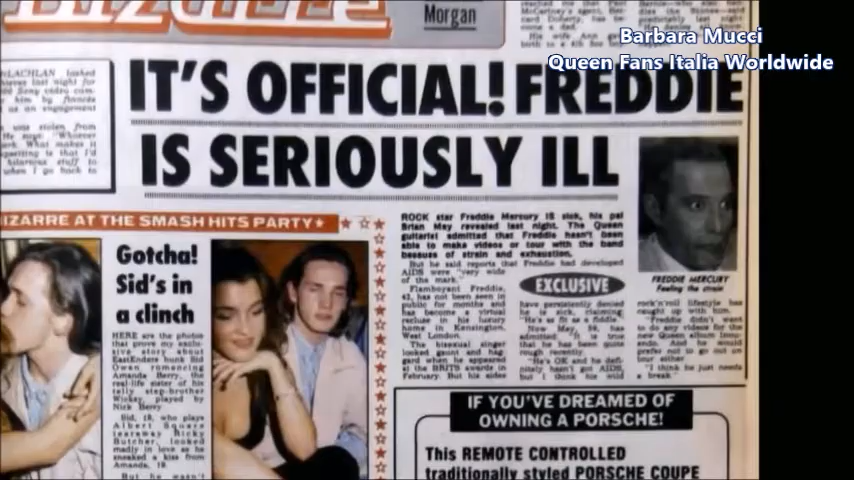 BIZARRE
Morgan
Barbara Mucci
Queen Fans Italia Worldwide
IT'S OFFICIAL! FREDDIE
IS SERIOUSLY ILL
BIZARRE AT THE SMASH HITS PARTY
Gotcha!
Sid's in
a clinch
HERE are the photos
that prove my exclu-
sive story about
EastEnders hunk Sid
Owen romancing
Amanda Berry, the
real-life sister of his
telly step-brother
Wicksy, played by
Nick Berry
Sid, 18, who plays
Albert Square
tearaway Ricky
Butcher, looked
madly in love as he
sneaked a kiss from
Amanda, 19.
But he wasn't
ROCK star Freddie Mercury IS sick, his pal
Brian May revealed last night. The Queen
guitarist admitted that Freddie hasn't been
able to make videos or tour with the band
because of strain and exhaustion.
But he said reports that Freddie had developed
AIDS were "very wide
of the mark."
Flamboyant Freddie,
43, has not been seen in
public for months and
has become a virtual
recluse in his luxury
home in Kensington,
West London.
The bisexual singer
looked gaunt and hag-
gard when he appeared
at the BRITS awards in
February. But his aides
EXCLUSIVE
have persistently denied
he is sick, claiming:
"He's as fit as a fiddle."
Now May, 39, has
admitted: "It is true
that he has been quite
rough recently.
"He's OK and he defi-
nitely hasn't got AIDS,
but I think his wild
FREDDIE MERCURY
Feeling the strain
rock'n'roll lifestyle has
caught up with him.
"Freddie didn't want
to do any videos for the
new Queen album
And he would
prefer not to go out on
tour either
"I think he just needs
a break."
IF YOU'VE DREAMED OF
OWNING A PORSCHE!
This REMOTE CONTROLLED
traditionally styled PORSCHE COUPE